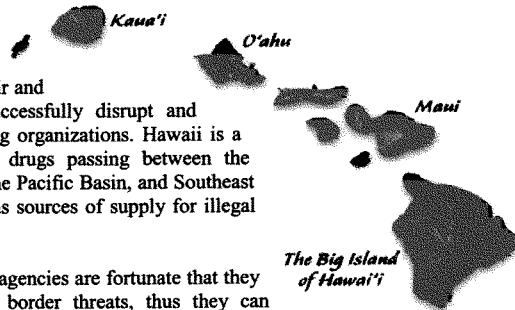 Kaua'i
O'ahu
ir and
ccessfully disrupt and
Maui
ng organizations. Hawaii is a
drugs passing between the
he Pacific Basin, and Southeast
as sources of supply for illegal
The Big Island
of Hawai'i
agencies are fortunate that they
border threats, thus they can